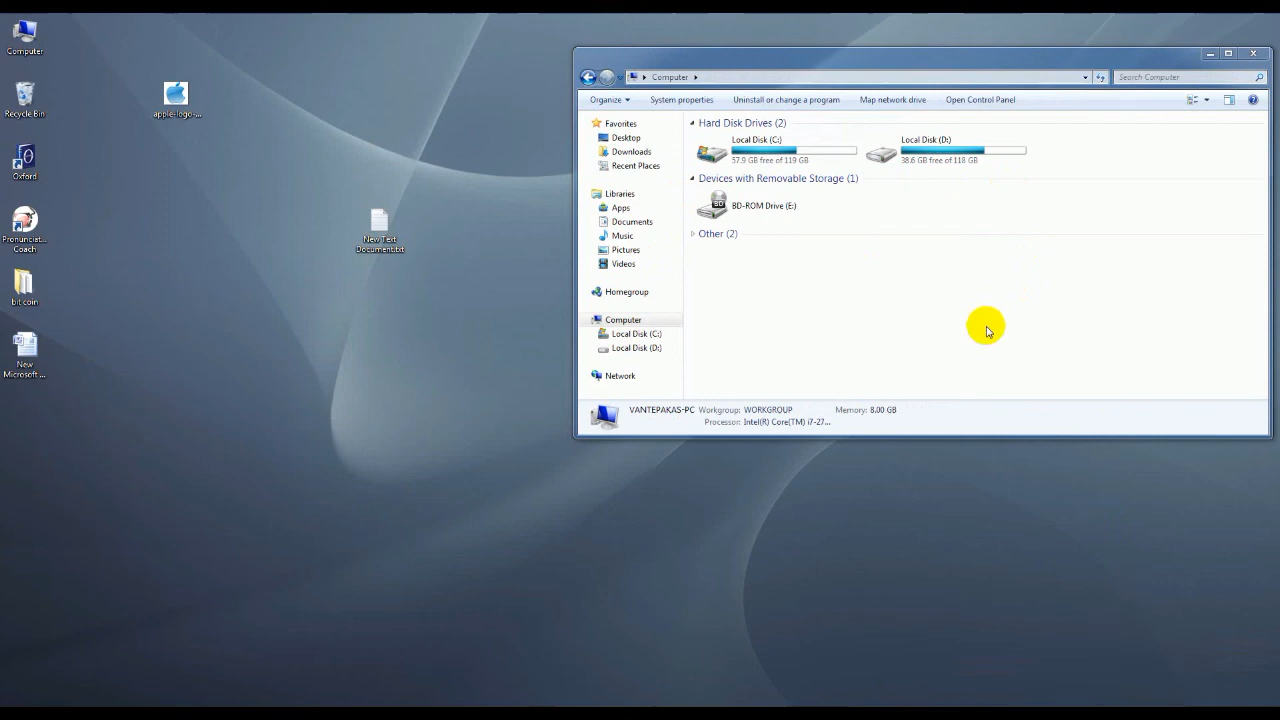 Computer
Recycle Bin
Oxford
Pronunciat...
Coach
bit coin
New
Microsoft ...
apple-logo-...
New Text
Document.txt
Computer
Search Computer
Organize
System properties
Uninstall or change a program
Map network drive
Open Control Panel
Favorites
Desktop
Downloads
Recent Places
Libraries
Apps
Documents
Music
Pictures
Videos
Homegroup
Computer
Local Disk (C:)
Local Disk (D:)
Network
Hard Disk Drives (2)
Local Disk (C:)
57.9 GB free of 119 GB
Local Disk (D:)
38.6 GB free of 118 GB
Devices with Removable Storage (1)
BD
BD-ROM Drive (E:)
Other (2)
VANTEPAKAS-PC Workgroup: WORKGROUP Memory: 8.00 GB
Processor: Intel(R) Core(TM) i7-27...